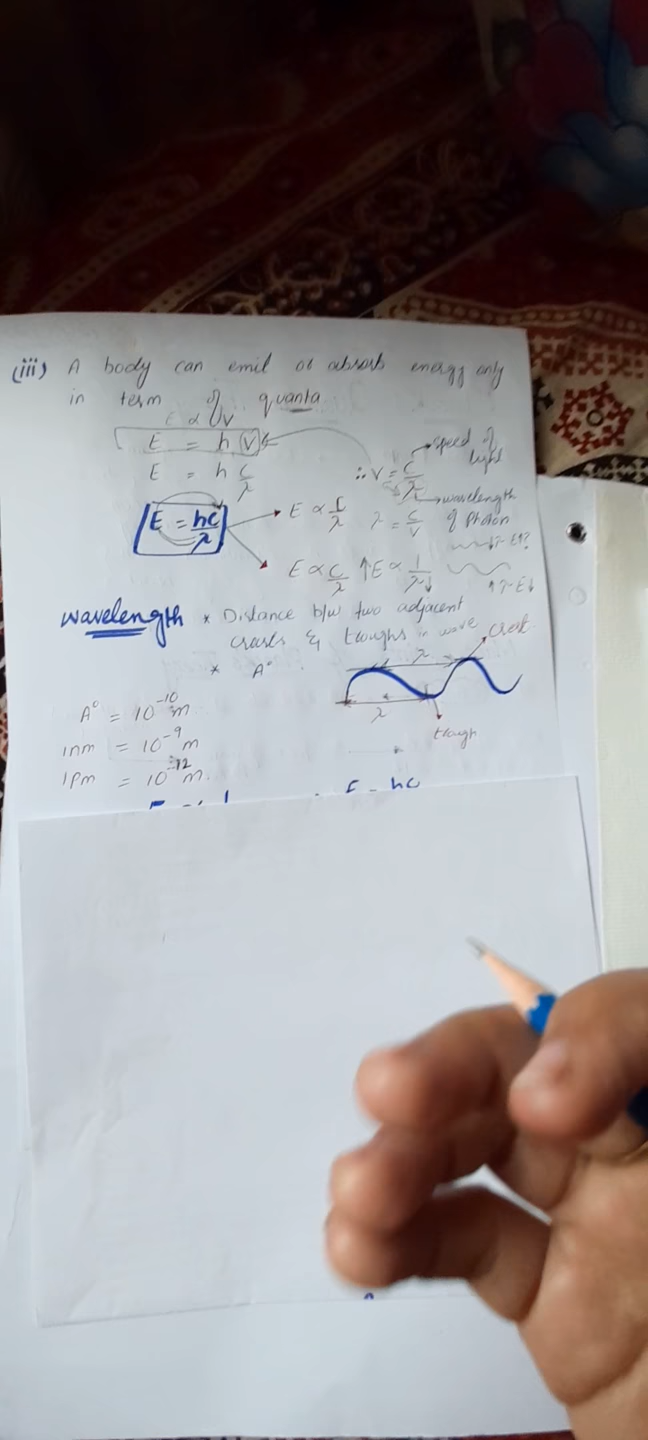 (iii) A body can emit or absorb energy only
in term of quanta
E ∝ ν
E = h ν
E = h c/λ
∴ ν = c/λ → speed of light
→ wavelength of Photon
λ = c/ν
E = hc/λ
E ∝ 1/λ
E ∝ c/λ ↑E ∝ 1/λ↓
↑λ E↓
wavelength * Distance b/w two adjacent
crests & troughs in wave
* A°
crest
λ
λ
trough
A° = 10⁻¹⁰ m
1nm = 10⁻⁹ m
1Pm = 10⁻¹² m.